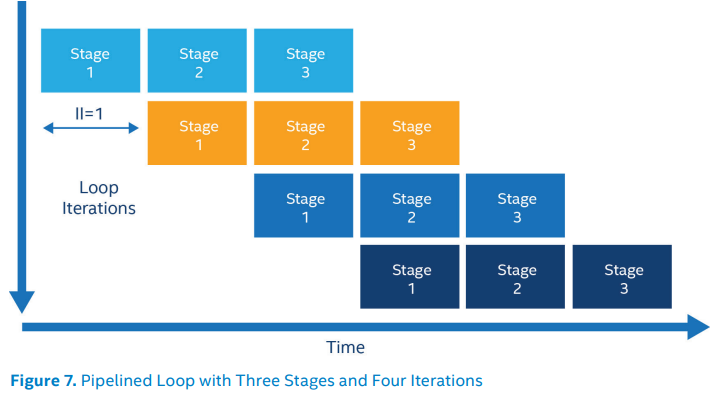 Stage
1
Stage
2
Stage
3
II=1
Stage
1
Stage
2
Stage
3
Loop
Iterations
Stage
1
Stage
2
Stage
3
Stage
1
Stage
2
Stage
3
Time
Figure 7. Pipelined Loop with Three Stages and Four Iterations